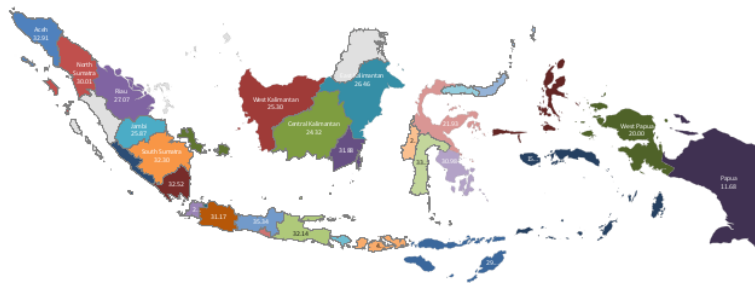 Aceh
32.91
North
Sumatra
30.01
Riau
27.07
Jambi
25.87
South Sumatra
32.30
32.52
West Kalimantan
25.30
Central Kalimantan
24.32
Kalimantan
26.46
31.17
32.14
West Papua
20.00
Papua
11.68